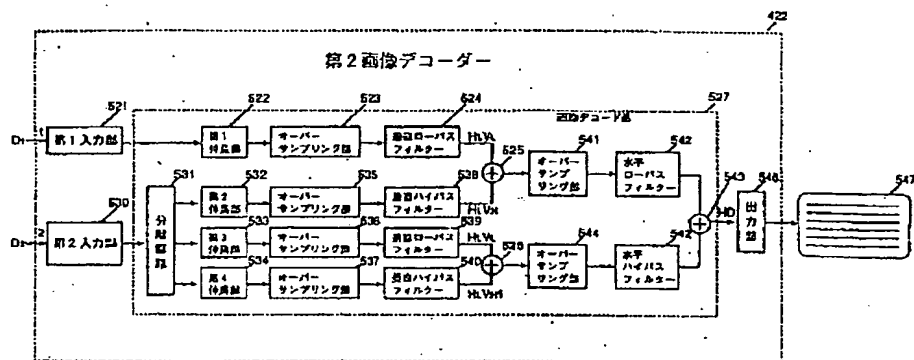 422
第2画像デコーダー
521
522
523
524
527
画像デコード部
D1
1
第1入力部
第1伸長部
オーバーサンプリング部
垂直ローパスフィルター
525
541
オーバーサンプリング部
542
水平ローパスフィルター
543
HD
546
出力部
547
D2
2
530
第2入力部
531
532
第2伸長部
535
オーバーサンプリング部
538
垂直ハイパスフィルター
533
第3伸長部
536
オーバーサンプリング部
539
垂直ローパスフィルター
534
第4伸長部
537
オーバーサンプリング部
540
垂直ハイパスフィルター
544
オーバーサンプリング部
水平ハイパスフィルター